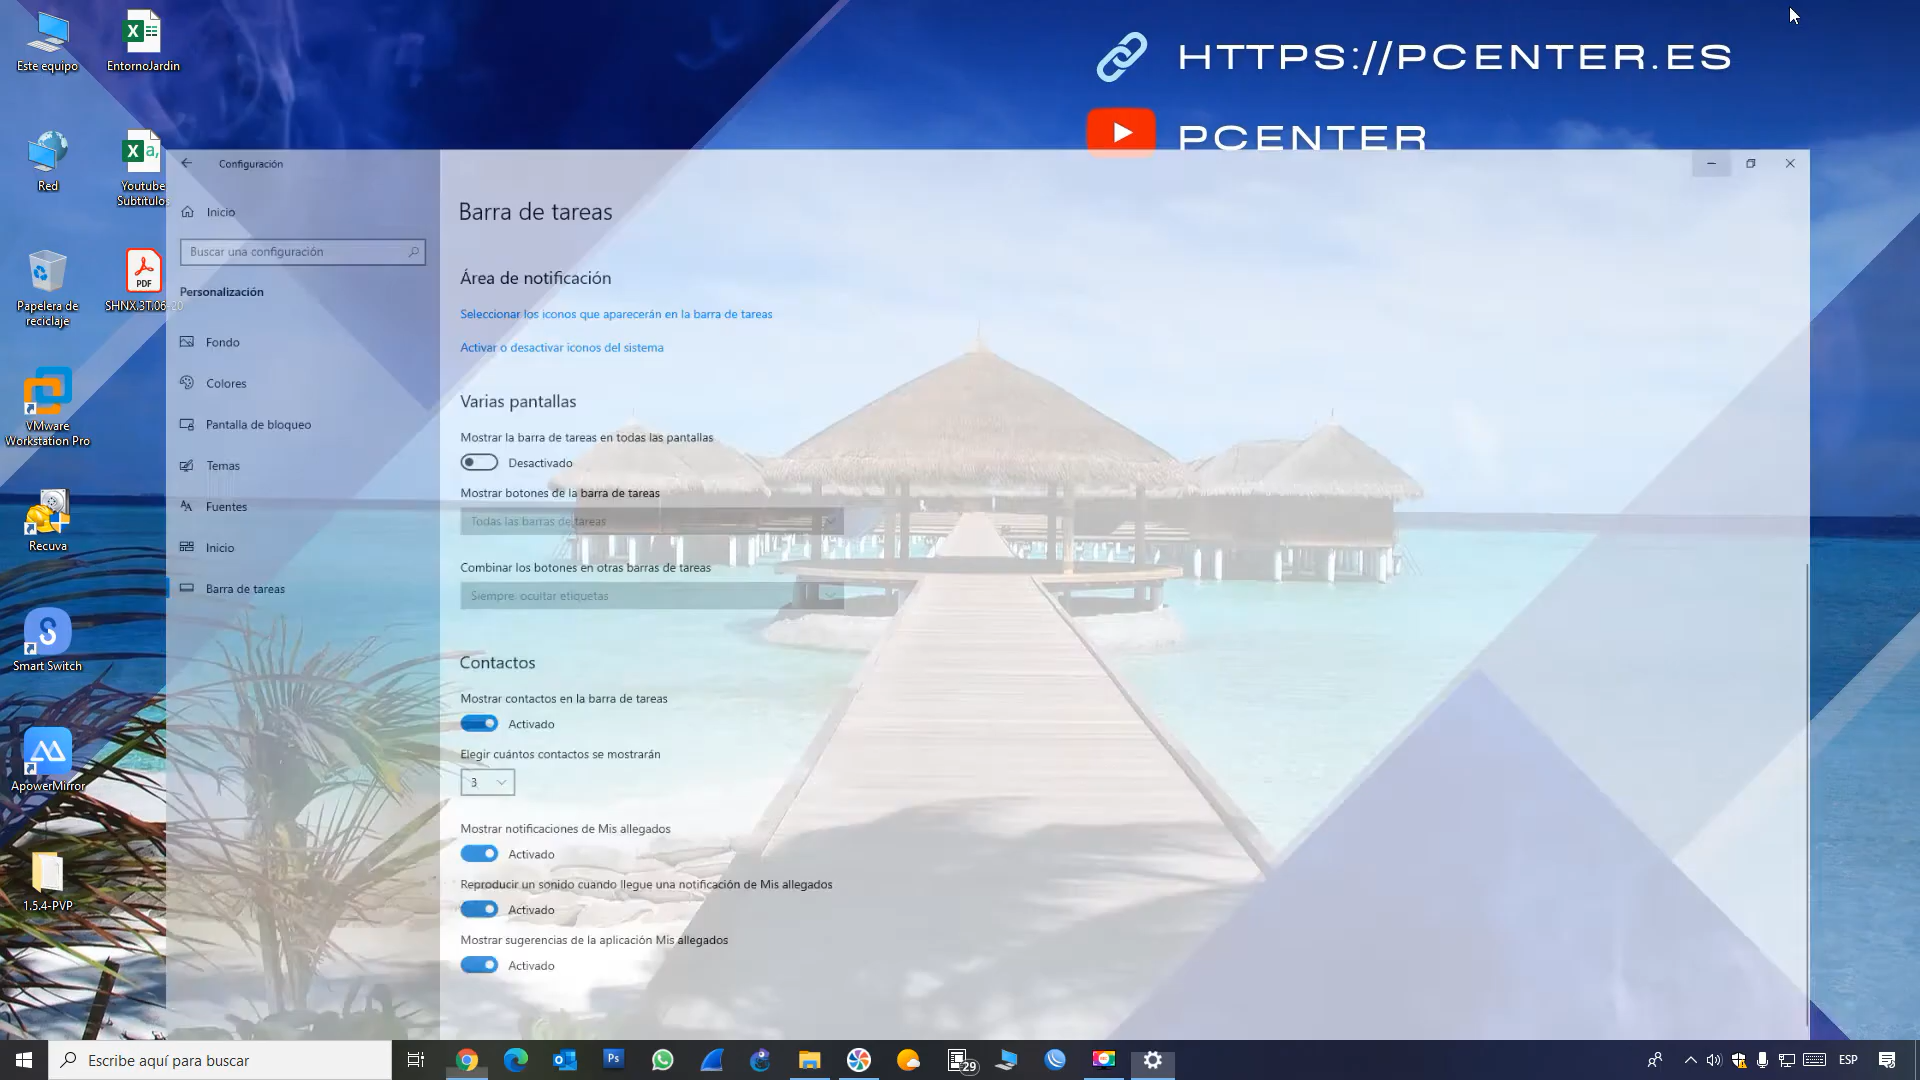 HTTPS://PCENTER.ES
PCENTER
Este equipo
EntornoJardin
Red
Youtube
Subtitulos
Papelera de
reciclaje
PDF
SHNX.3T.06-20
VMware
Workstation Pro
Recuva
Smart Switch
ApowerMirror
1.5.4-PVP
Configuración
Inicio
Buscar una configuración
Personalización
Fondo
Colores
Pantalla de bloqueo
Temas
Fuentes
Inicio
Barra de tareas
Barra de tareas
Área de notificación
Seleccionar los iconos que aparecerán en la barra de tareas
Activar o desactivar iconos del sistema
Varias pantallas
Mostrar la barra de tareas en todas las pantallas
Desactivado
Mostrar botones de la barra de tareas
Todas las barras de tareas
Combinar los botones en otras barras de tareas
Siempre, ocultar etiquetas
Contactos
Mostrar contactos en la barra de tareas
Activado
Elegir cuántos contactos se mostrarán
3
Mostrar notificaciones de Mis allegados
Activado
Reproducir un sonido cuando llegue una notificación de Mis allegados
Activado
Mostrar sugerencias de la aplicación Mis allegados
Activado
Escribe aquí para buscar
Ps
29
ESP